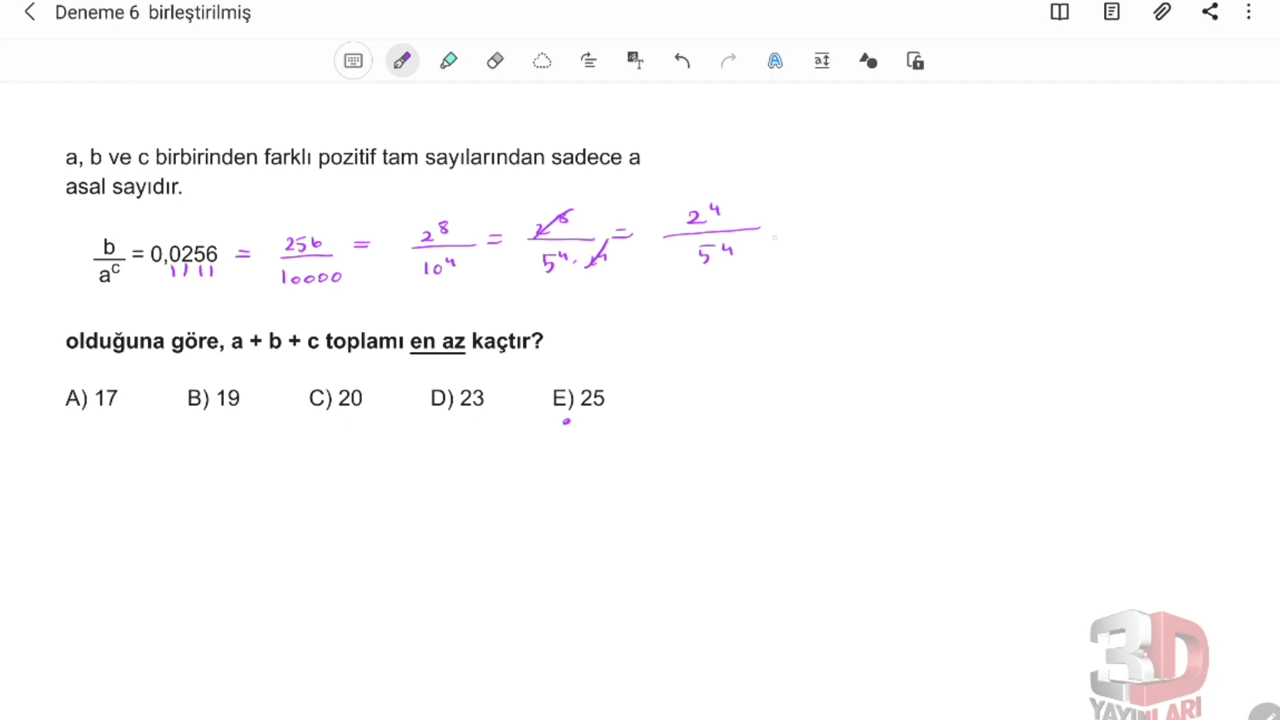 Deneme 6 birleştirilmiş
a, b ve c birbirinden farklı pozitif tam sayılarından sadece a
asal sayıdır.
b/a^c = 0,0256 = 256/10000 = 2^8/10^4 = 2^8/5^4·2^4 = 2^4/5^4
olduğuna göre, a + b + c toplamı en az kaçtır?
A) 17 B) 19 C) 20 D) 23 E) 25
3D
YAYINLARI